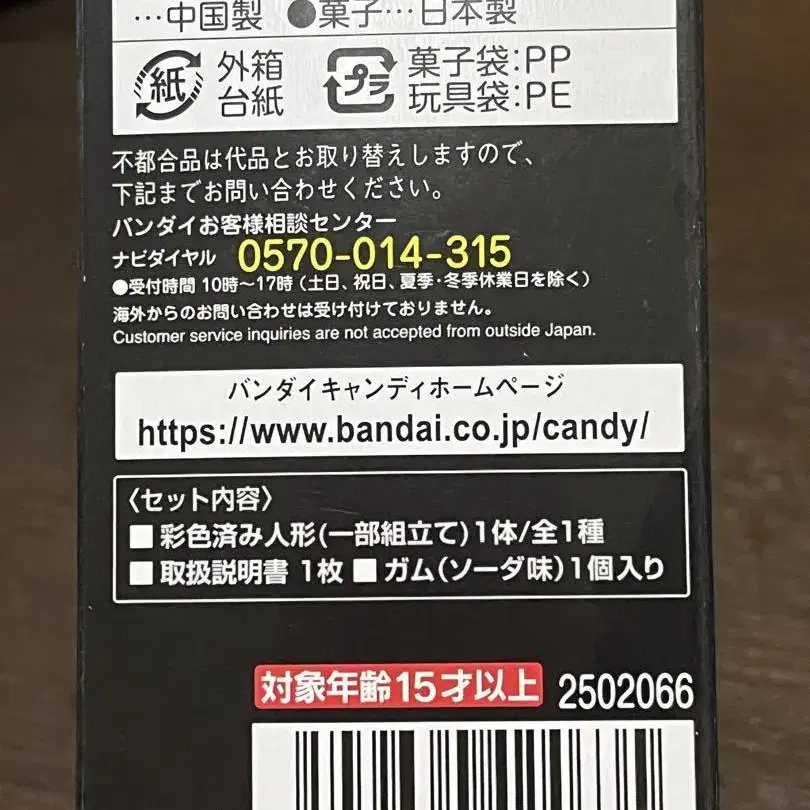 …中国製 ●菓子…日本製
紙 外箱 台紙 プラ 菓子袋:PP 玩具袋:PE
不都合品は代品とお取り替えしますので、
下記までお問い合わせください。
バンダイお客様相談センター
ナビダイヤル 0570-014-315
●受付時間 10時～17時(土日、祝日、夏季・冬季休業日を除く)
海外からのお問い合わせは受け付けておりません。
Customer service inquiries are not accepted from outside Japan.
バンダイキャンディホームページ
https://www.bandai.co.jp/candy/
〈セット内容〉
■彩色済み人形(一部組立て)1体/全1種
■取扱説明書 1枚 ■ガム(ソーダ味)1個入り
対象年齢15才以上 2502066